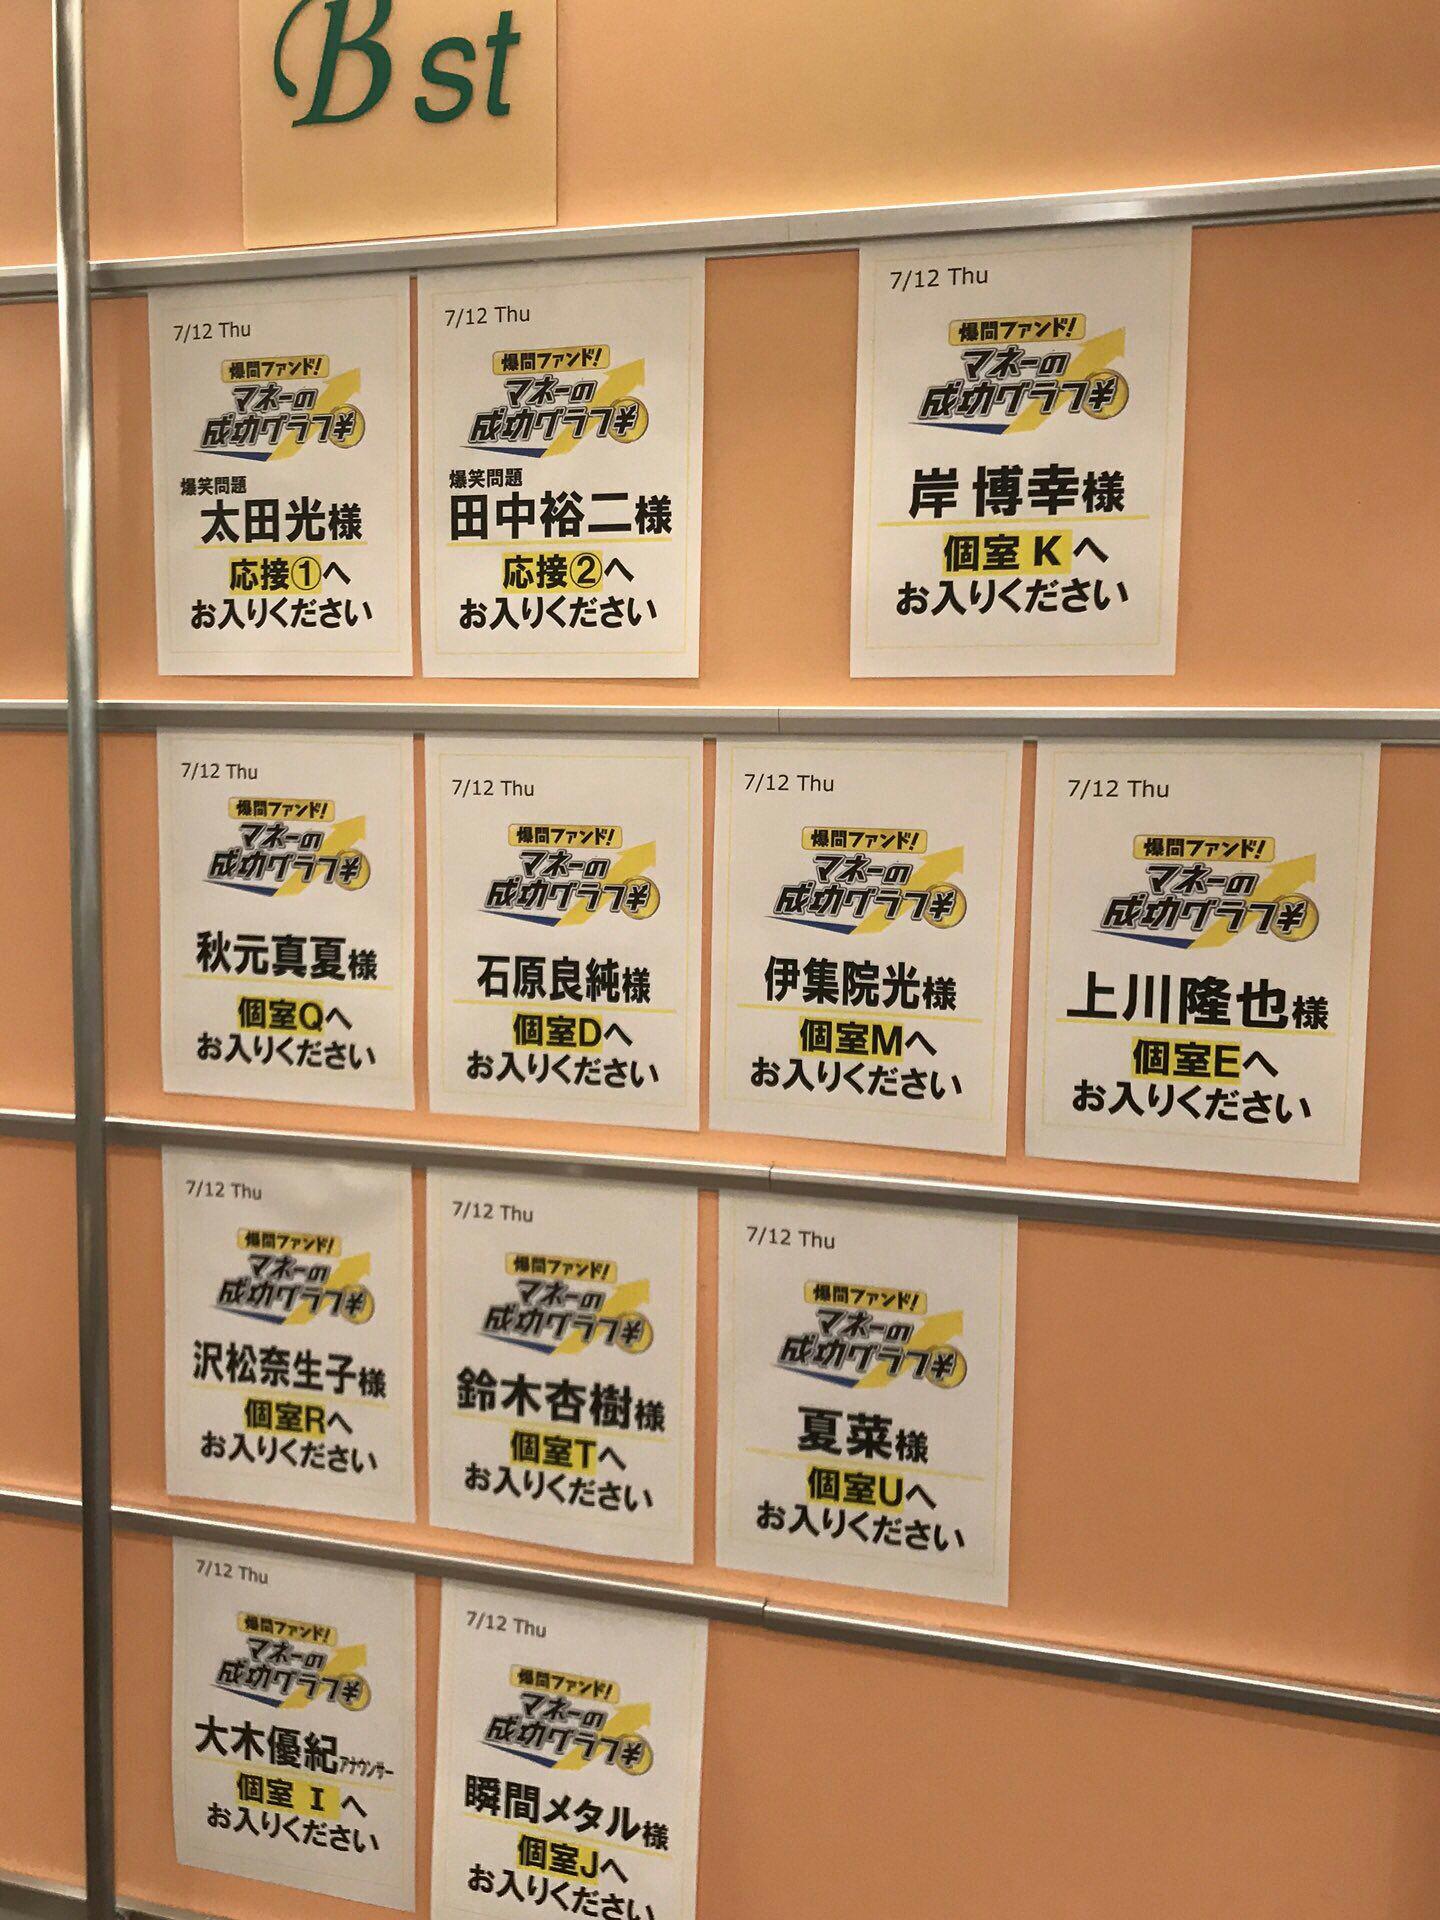 Bst
7/12 Thu
爆問ファンド!
マネーの
成功グラフ¥
爆笑問題
太田光様
応接①へ
お入りください
7/12 Thu
爆問ファンド!
マネーの
成功グラフ¥
爆笑問題
田中裕二様
応接②へ
お入りください
7/12 Thu
爆問ファンド!
マネーの
成功グラフ¥
岸 博幸様
個室 K へ
お入りください
7/12 Thu
爆問ファンド!
マネーの
成功グラフ¥
秋元真夏様
個室Qへ
お入りください
7/12 Thu
爆問ファンド!
マネーの
成功グラフ¥
石原良純様
個室Dへ
お入りください
7/12 Thu
爆問ファンド!
マネーの
成功グラフ¥
伊集院光様
個室Mへ
お入りください
7/12 Thu
爆問ファンド!
マネーの
成功グラフ¥
上川隆也様
個室Eへ
お入りください
7/12 Thu
爆問ファンド!
マネーの
成功グラフ¥
沢松奈生子様
個室Rへ
お入りください
7/12 Thu
爆問ファンド!
マネーの
成功グラフ¥
鈴木杏樹様
個室Tへ
お入りください
7/12 Thu
爆問ファンド!
マネーの
成功グラフ¥
夏菜様
個室Uへ
お入りください
7/12 Thu
爆問ファンド!
マネーの
成功グラフ¥
大木優紀アナウンサー
個室 I へ
お入りください
7/12 Thu
爆問ファンド!
マネーの
成功グラフ¥
瞬間メタル様
個室Jへ
お入りください